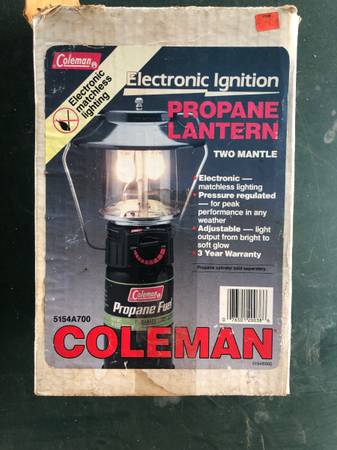 Coleman
Electronic
matchless
lighting
Electronic Ignition
PROPANE
LANTERN
TWO MANTLE
• Electronic —
matchless lighting
• Pressure regulated
— for peak
performance in any
weather
• Adjustable — light
output from bright to
soft glow
• 3 Year Warranty
Propane cylinder sold separately.
Coleman
Propane Fuel
5154A700
COLEMAN